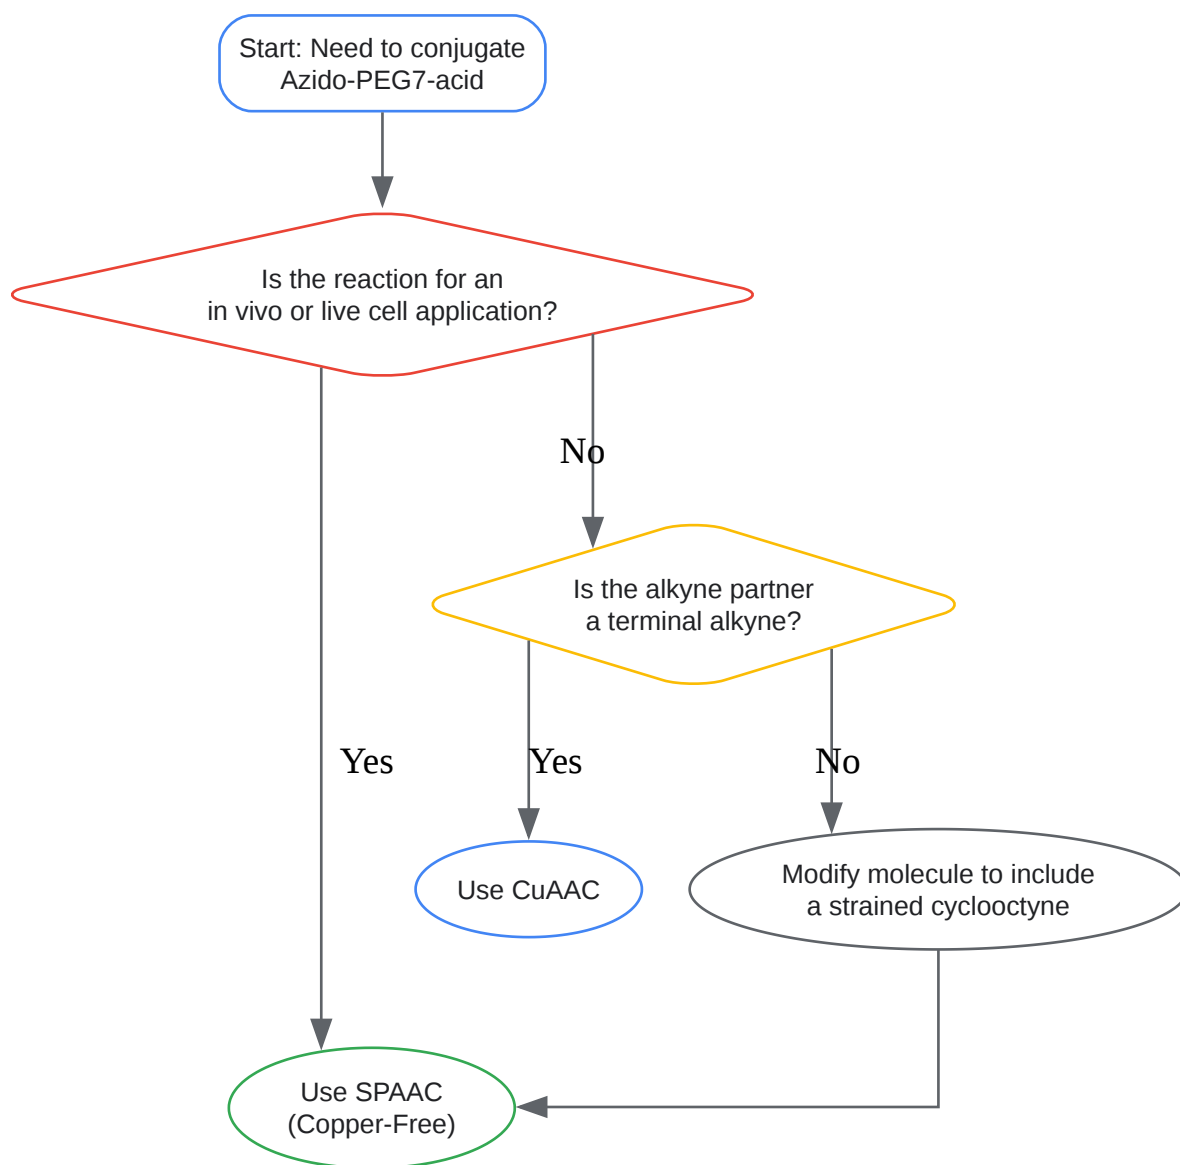 Start: Need to conjugate
Azido-PEG7-acid
Is the reaction for an
in vivo or live cell application?
No
Is the alkyne partner
a terminal alkyne?
Yes
Yes
No
Use CuAAC
Modify molecule to include
a strained cyclooctyne
Use SPAAC
(Copper-Free)